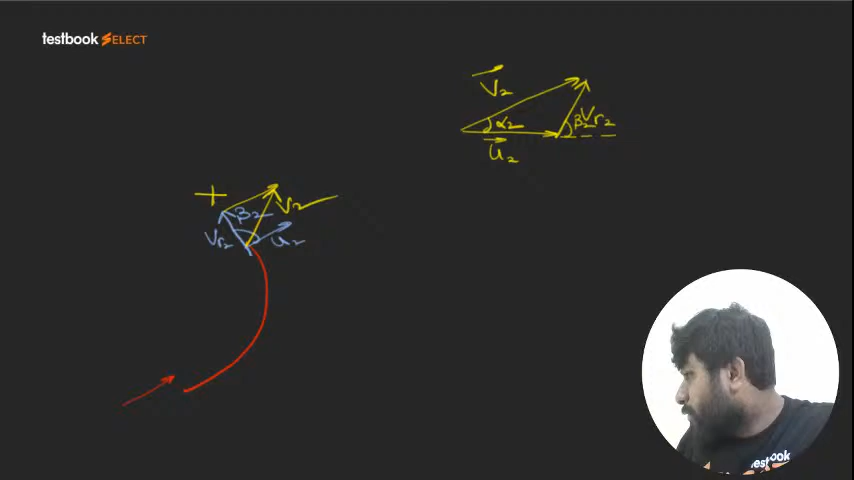 testbook SELECT
V₂
α₂
β₂ Vr₂
u₂
+
V₂
β₂
Vr₂
u₂
testbook